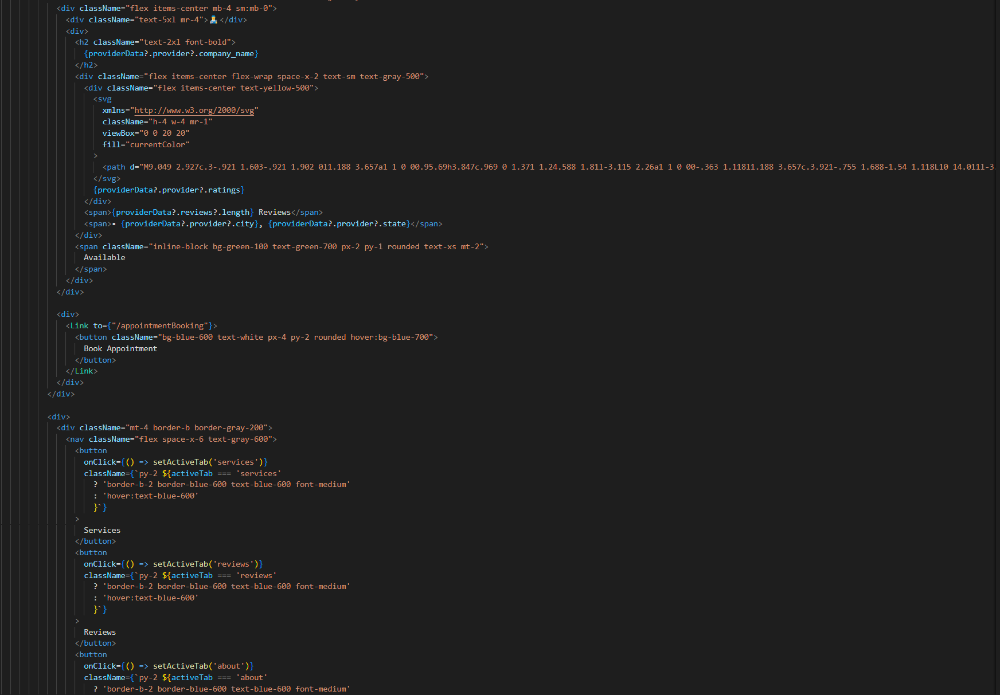 <div className="flex items-center mb-4 sm:mb-0">
<div className="text-5xl mr-4">🧑‍⚕️</div>
<div>
<h2 className="text-2xl font-bold">
{providerData?.provider?.company_name}
</h2>
<div className="flex items-center flex-wrap space-x-2 text-sm text-gray-500">
<div className="flex items-center text-yellow-500">
<svg
xmlns="http://www.w3.org/2000/svg"
className="h-4 w-4 mr-1"
viewBox="0 0 20 20"
fill="currentColor"
>
<path d="M9.049 2.927c.3-.921 1.603-.921 1.902 0l1.188 3.657a1 1 0 00.95.69h3.847c.969 0 1.371 1.24.588 1.81l-3.115 2.26a1 1 0 00-.363 1.118l1.188 3.657c.3.921-.755 1.688-1.54 1.118L10 14.011l-3
</svg>
{providerData?.provider?.ratings}
</div>
<span>{providerData?.reviews?.length} Reviews</span>
<span>• {providerData?.provider?.city}, {providerData?.provider?.state}</span>
</div>
<span className="inline-block bg-green-100 text-green-700 px-2 py-1 rounded text-xs mt-2">
Available
</span>
</div>
</div>
<div>
<Link to={"/appointmentBooking"}>
<button className="bg-blue-600 text-white px-4 py-2 rounded hover:bg-blue-700">
Book Appointment
</button>
</Link>
</div>
</div>
<div>
<div className="mt-4 border-b border-gray-200">
<nav className="flex space-x-6 text-gray-600">
<button
onClick={() => setActiveTab('services')}
className={`py-2 ${activeTab === 'services'
? 'border-b-2 border-blue-600 text-blue-600 font-medium'
: 'hover:text-blue-600'
}`}
>
Services
</button>
<button
onClick={() => setActiveTab('reviews')}
className={`py-2 ${activeTab === 'reviews'
? 'border-b-2 border-blue-600 text-blue-600 font-medium'
: 'hover:text-blue-600'
}`}
>
Reviews
</button>
<button
onClick={() => setActiveTab('about')}
className={`py-2 ${activeTab === 'about'
? 'border-b-2 border-blue-600 text-blue-600 font-medium'